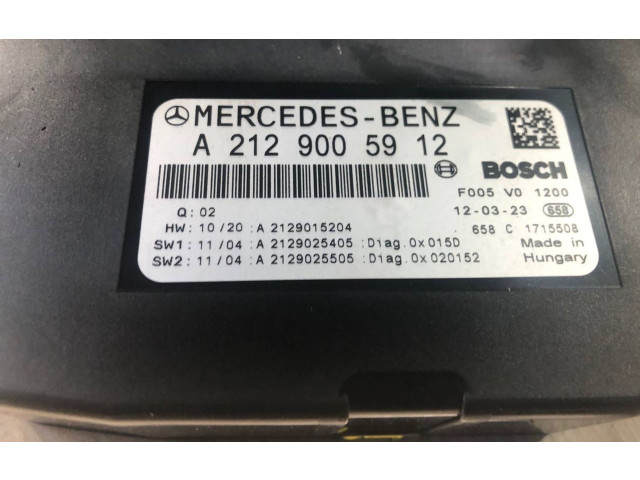 MERCEDES-BENZ
A 212 900 59 12
BOSCH
F005 V0 1200
Q: 02
12-03-23 658
HW: 10/20 :A 2129015204
658 C 1715508
SW1: 11/04 :A 2129025405 :Diag.0x015D
Made in
SW2: 11/04 :A 2129025505 :Diag.0x020152
Hungary